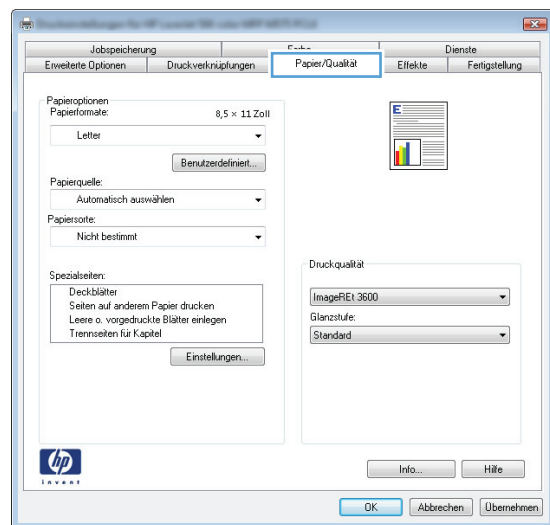 Jobspeicherung
Farbe
Dienste
Erweiterte Optionen
Druckverknüpfungen
Papier/Qualität
Effekte
Fertigstellung
Papieroptionen
Papierformate:
8,5 × 11 Zoll
Letter
Benutzerdefiniert...
Papierquelle:
Automatisch auswählen
Papiersorte:
Nicht bestimmt
Spezialseiten:
Deckblätter
Seiten auf anderem Papier drucken
Leere o. vorgedruckte Blätter einlegen
Trennseiten für Kapitel
Einstellungen...
E
Druckqualität
ImageREt 3600
Glanzstufe:
Standard
hp
invent
Info...
Hilfe
OK
Abbrechen
Übernehmen